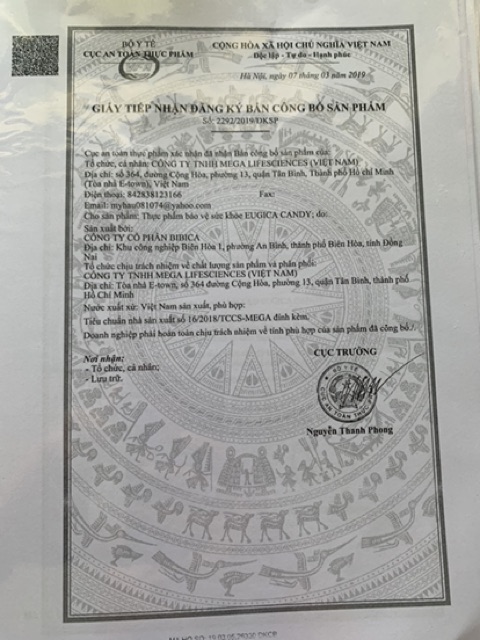 BỘ Y TẾ
CỤC AN TOÀN THỰC PHẨM
CỘNG HÒA XÃ HỘI CHỦ NGHĨA VIỆT NAM
Độc lập - Tự do - Hạnh phúc
Hà Nội, ngày 07 tháng 03 năm 2019
GIẤY TIẾP NHẬN ĐĂNG KÝ BẢN CÔNG BỐ SẢN PHẨM
Số: 2292/2019/ĐKSP
Cục an toàn thực phẩm xác nhận đã nhận Bản công bố sản phẩm của:
Tổ chức, cá nhân: CÔNG TY TNHH MEGA LIFESCIENCES (VIỆT NAM)
Địa chỉ: số 364, đường Cộng Hòa, phường 13, quận Tân Bình, Thành phố Hồ Chí Minh
(Tòa nhà E-town), Việt Nam
Điện thoại: 842838123166 Fax:
Email: myhau081074@yahoo.com
Cho sản phẩm: Thực phẩm bảo vệ sức khỏe EUGICA CANDY; do:
Sản xuất bởi:
CÔNG TY CỔ PHẦN BIBICA
Địa chỉ: Khu công nghiệp Biên Hòa 1, phường An Bình, thành phố Biên Hòa, tỉnh Đồng
Nai
Tổ chức chịu trách nhiệm về chất lượng sản phẩm và phân phối:
CÔNG TY TNHH MEGA LIFESCIENCES (VIỆT NAM)
Địa chỉ: Tòa nhà E-town, số 364 đường Cộng Hòa, phường 13, quận Tân Bình, thành phố
Hồ Chí Minh
Nước xuất xứ: Việt Nam sản xuất, phù hợp:
Tiêu chuẩn nhà sản xuất số 16/2018/TCCS-MEGA đính kèm.
Doanh nghiệp phải hoàn toàn chịu trách nhiệm về tính phù hợp của sản phẩm đã công bố./.
Nơi nhận:
- Tổ chức, cá nhân;
- Lưu trữ.
CỤC TRƯỞNG
BỘ Y TẾ
AN TOÀN THỰC
Nguyễn Thanh Phong